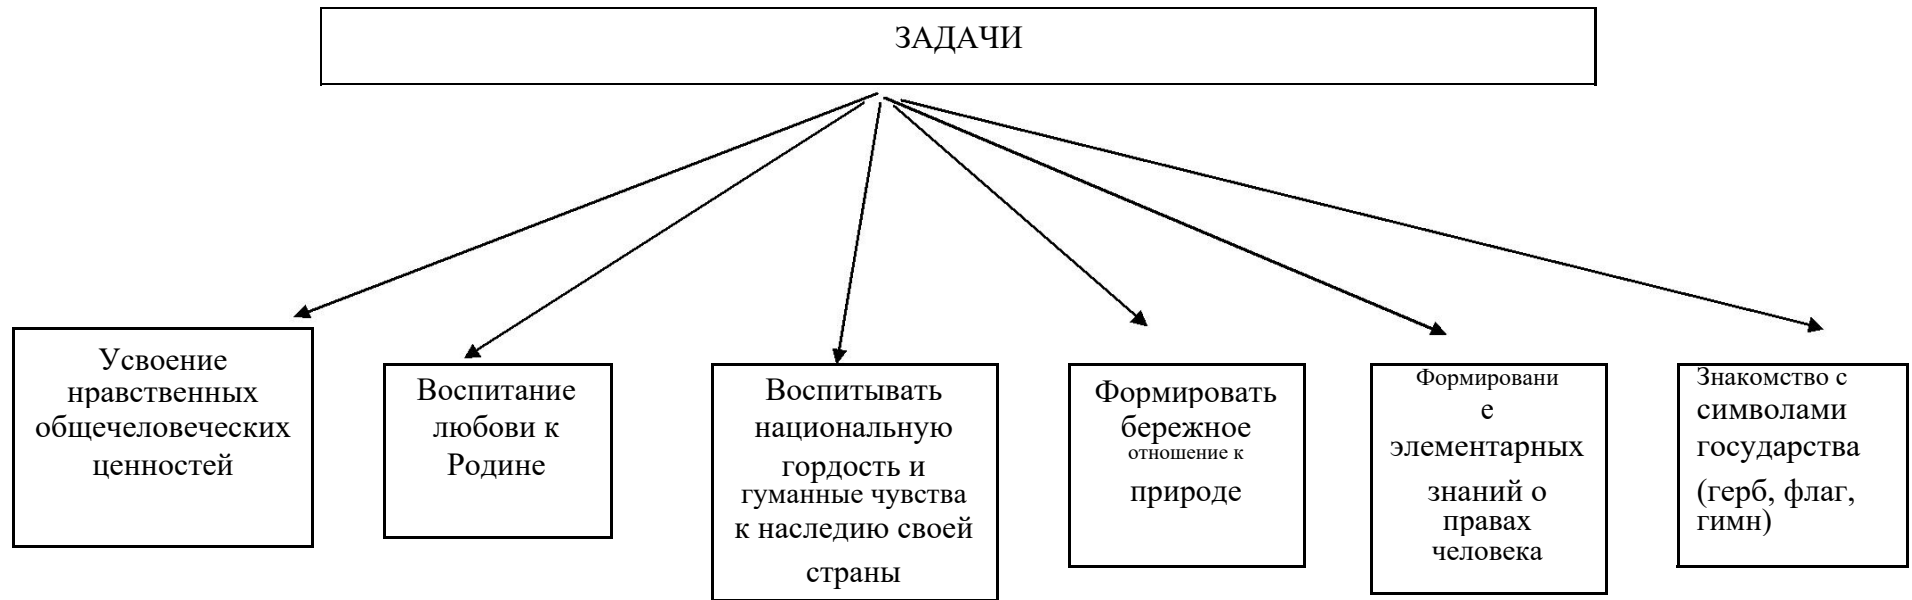 ЗАДАЧИ
Усвоение
нравственных
общечеловеческих
ценностей
Воспитание
любови к
Родине
Воспитывать
национальную
гордость и
гуманные чувства
к наследию своей
страны
Формировать
бережное
отношение к
природе
Формировани
е
элементарных
знаний о
правах
человека
Знакомство с
символами
государства
(герб, флаг,
гимн)